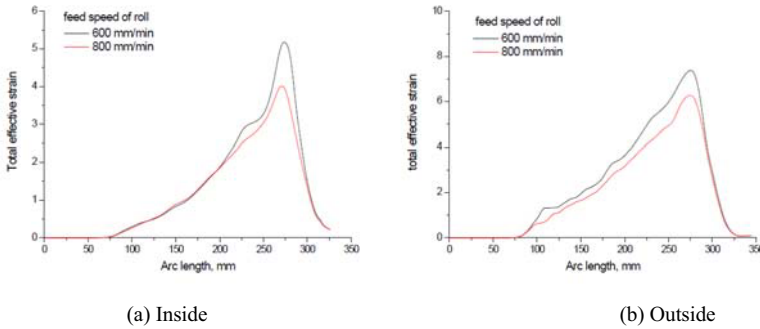 feed speed of roll
600 mm/min
800 mm/min
Total effective strain
6
5
4
3
2
1
0
0 50 100 150 200 250 300 350
Arc length, mm
(a) Inside
feed speed of roll
600 mm/min
800 mm/min
total effective strain
10
8
6
4
2
0
0 50 100 150 200 250 300 350
Arc length, mm
(b) Outside